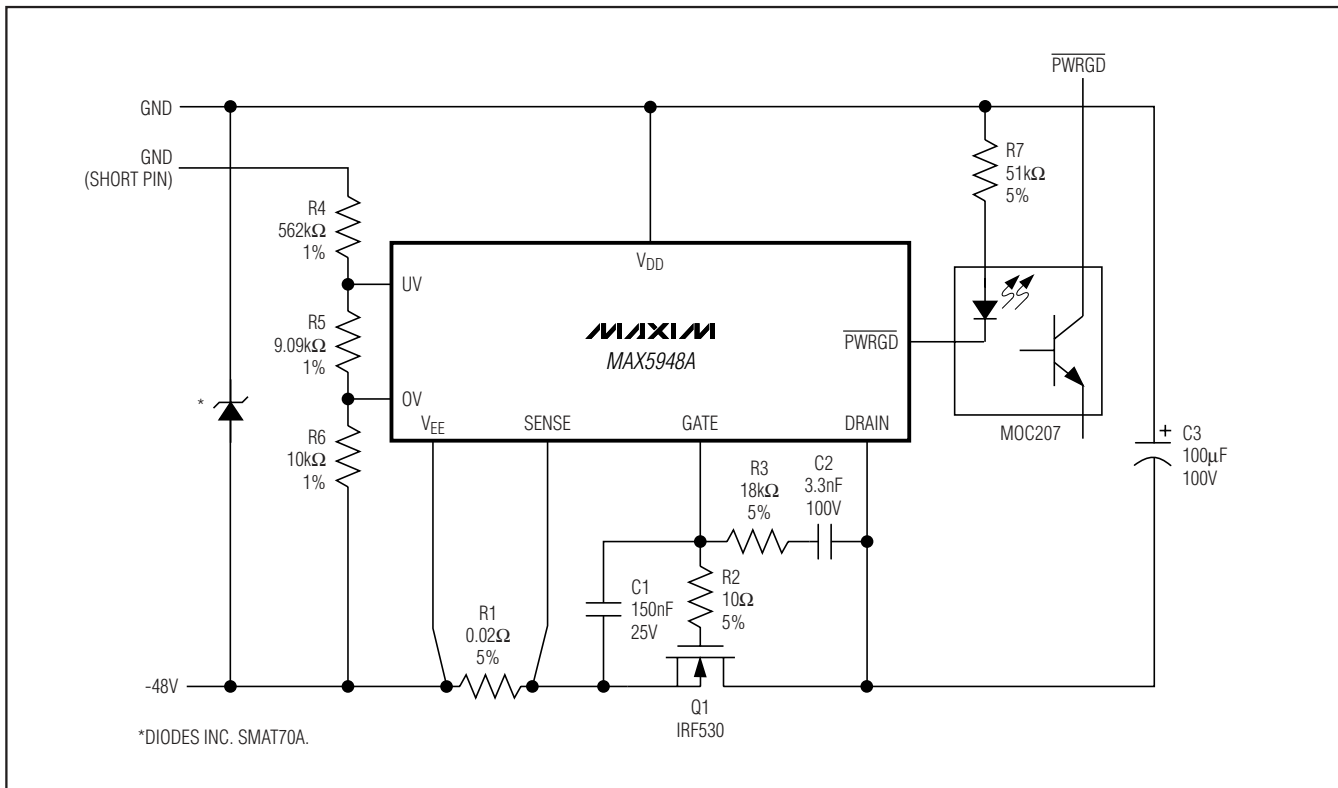 PWRGD
GND
GND
(SHORT PIN)
R4
562kΩ
1%
R5
9.09kΩ
1%
R6
10kΩ
1%
*
UV
OV
VDD
MAXIM
MAX5948A
PWRGD
VEE
SENSE
GATE
DRAIN
R7
51kΩ
5%
MOC207
C3
100μF
100V
+
R3
18kΩ
5%
C2
3.3nF
100V
C1
150nF
25V
R2
10Ω
5%
R1
0.02Ω
5%
-48V
Q1
IRF530
*DIODES INC. SMAT70A.